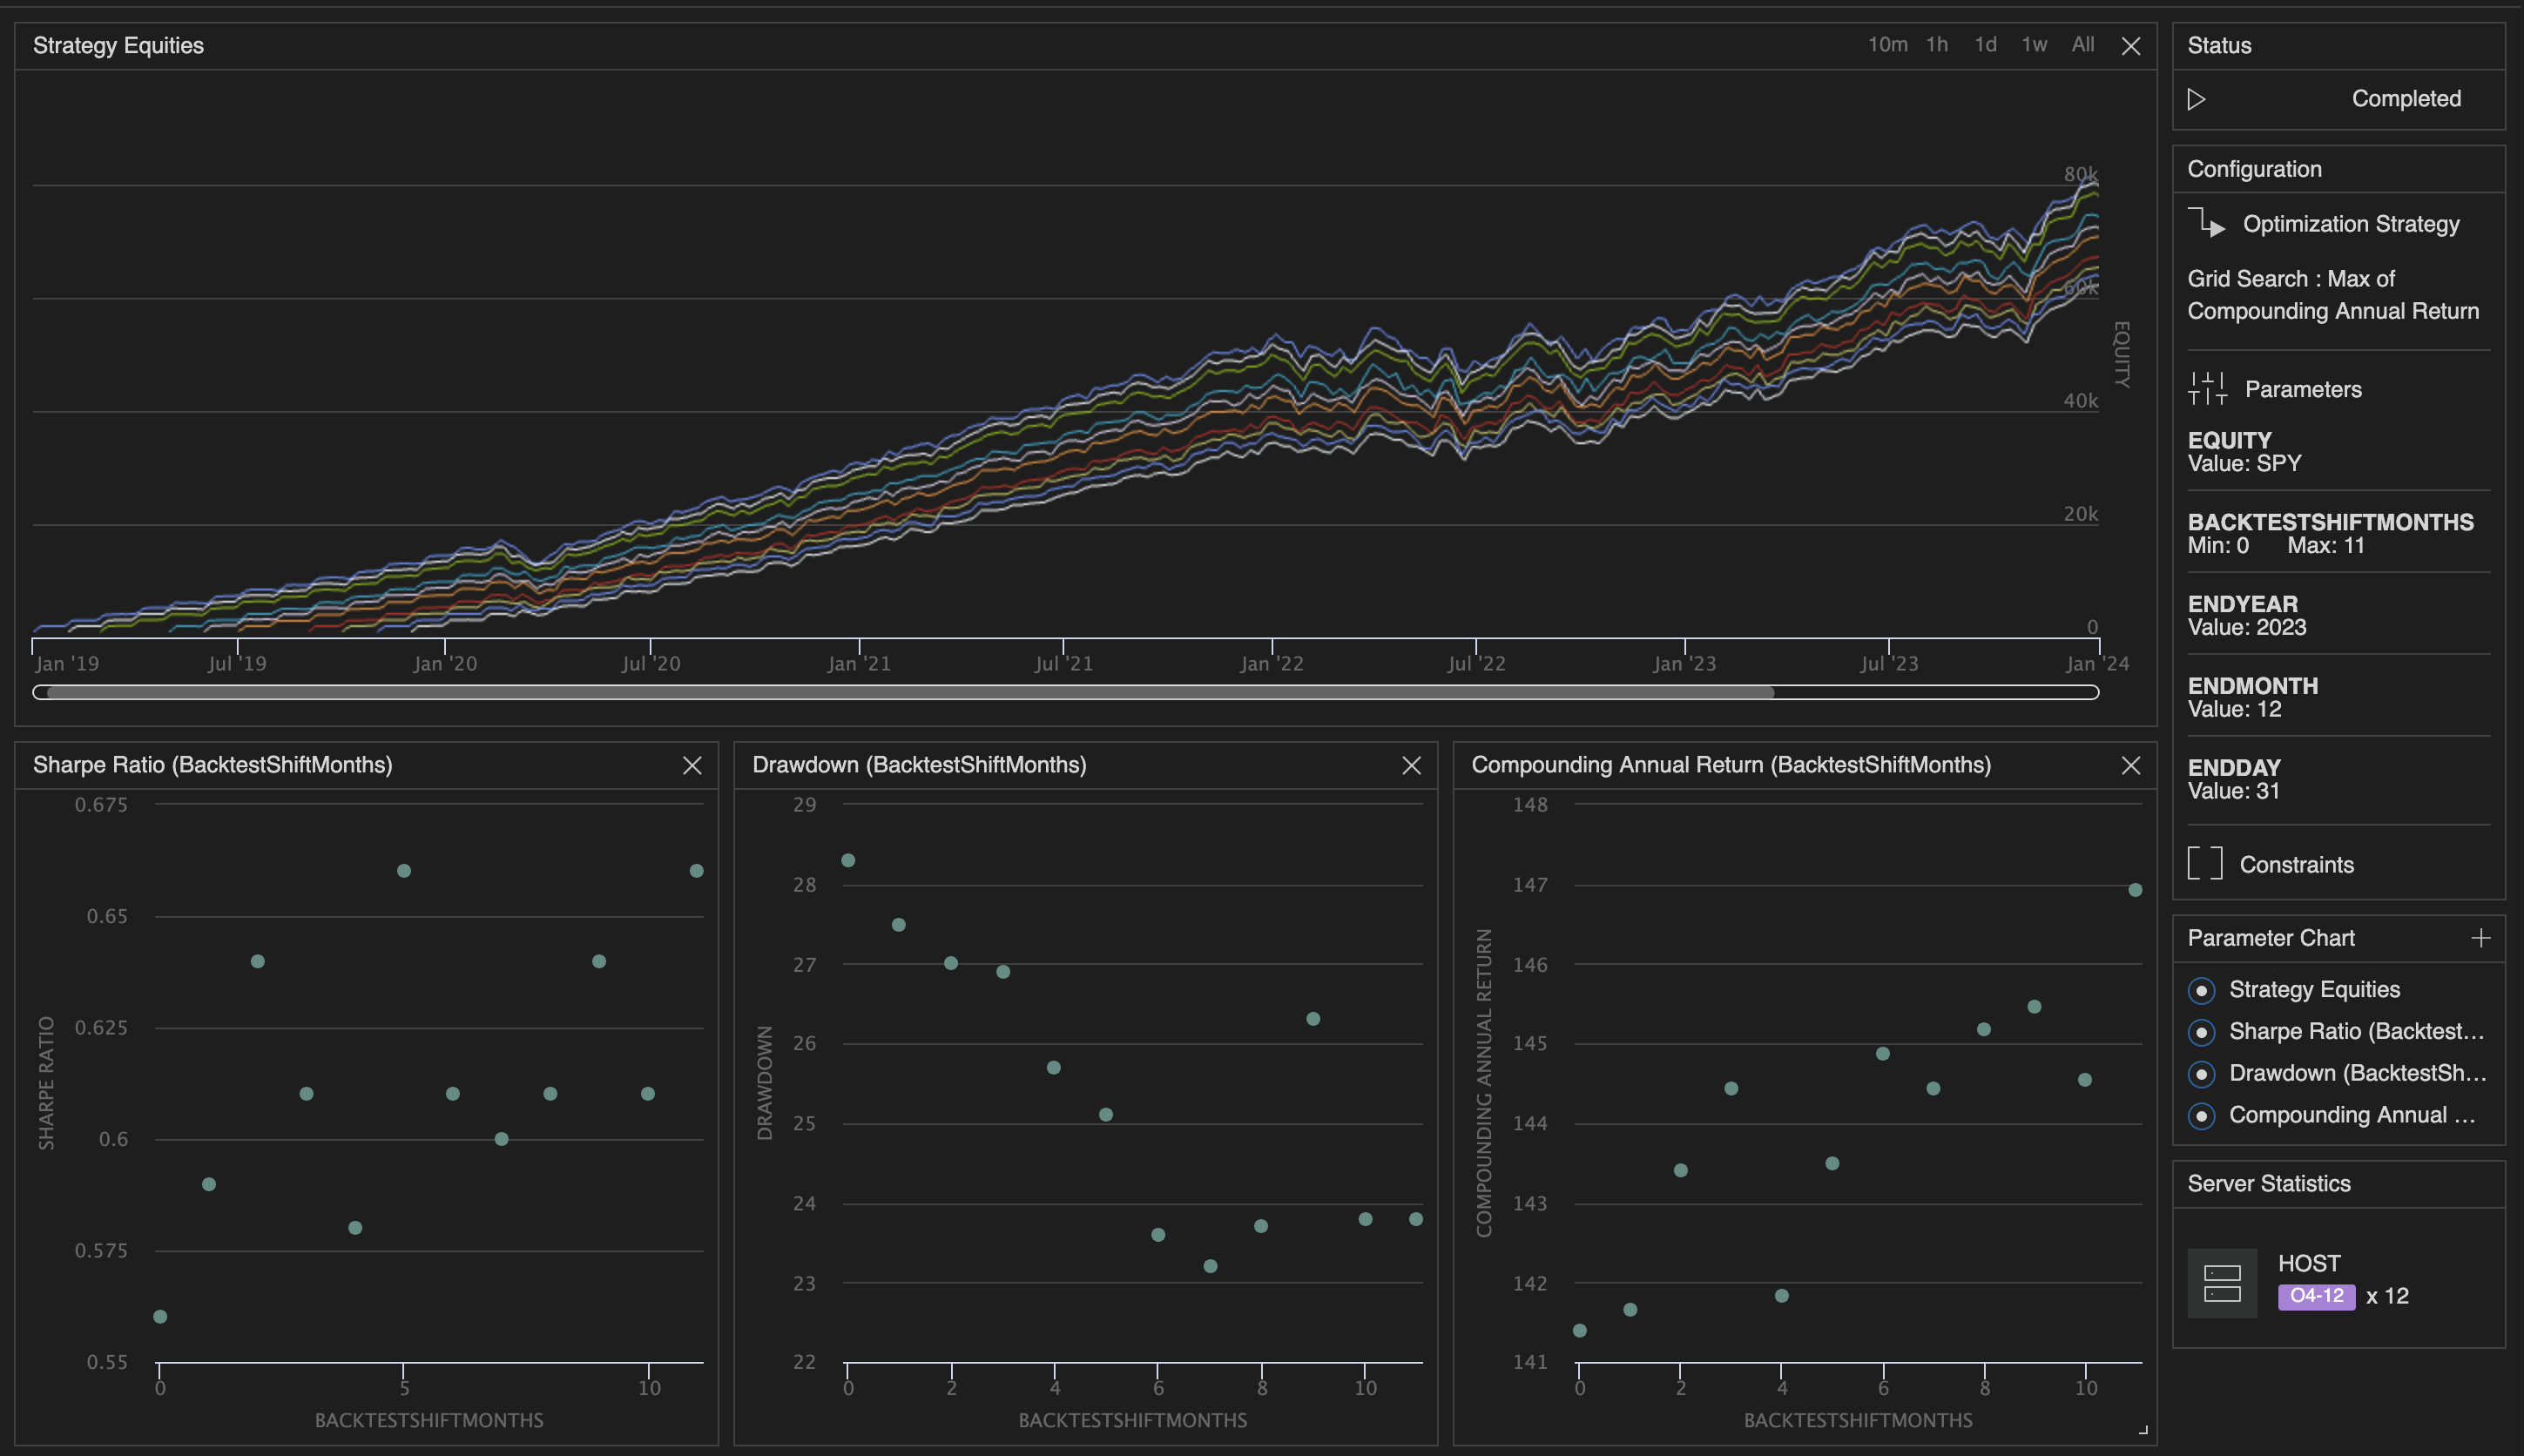 Strategy Equities
10m 1h 1d 1w All
80k
60k
40k
20k
0
EQUITY
Jan '19 Jul '19 Jan '20 Jul '20 Jan '21 Jul '21 Jan '22 Jul '22 Jan '23 Jul '23 Jan '24
Sharpe Ratio (BacktestShiftMonths)
0.675
0.65
0.625
0.6
0.575
0.55
SHARPE RATIO
0 5 10
BACKTESTSHIFTMONTHS
Drawdown (BacktestShiftMonths)
29
28
27
26
25
24
23
22
DRAWDOWN
0 2 4 6 8 10
BACKTESTSHIFTMONTHS
Compounding Annual Return (BacktestShiftMonths)
148
147
146
145
144
143
142
141
COMPOUNDING ANNUAL RETURN
0 2 4 6 8 10
BACKTESTSHIFTMONTHS
Status
Completed
Configuration
Optimization Strategy
Grid Search : Max of
Compounding Annual Return
Parameters
EQUITY
Value: SPY
BACKTESTSHIFTMONTHS
Min: 0 Max: 11
ENDYEAR
Value: 2023
ENDMONTH
Value: 12
ENDDAY
Value: 31
Constraints
Parameter Chart
Strategy Equities
Sharpe Ratio (Backtest...
Drawdown (BacktestSh...
Compounding Annual ...
Server Statistics
HOST
O4-12 x 12